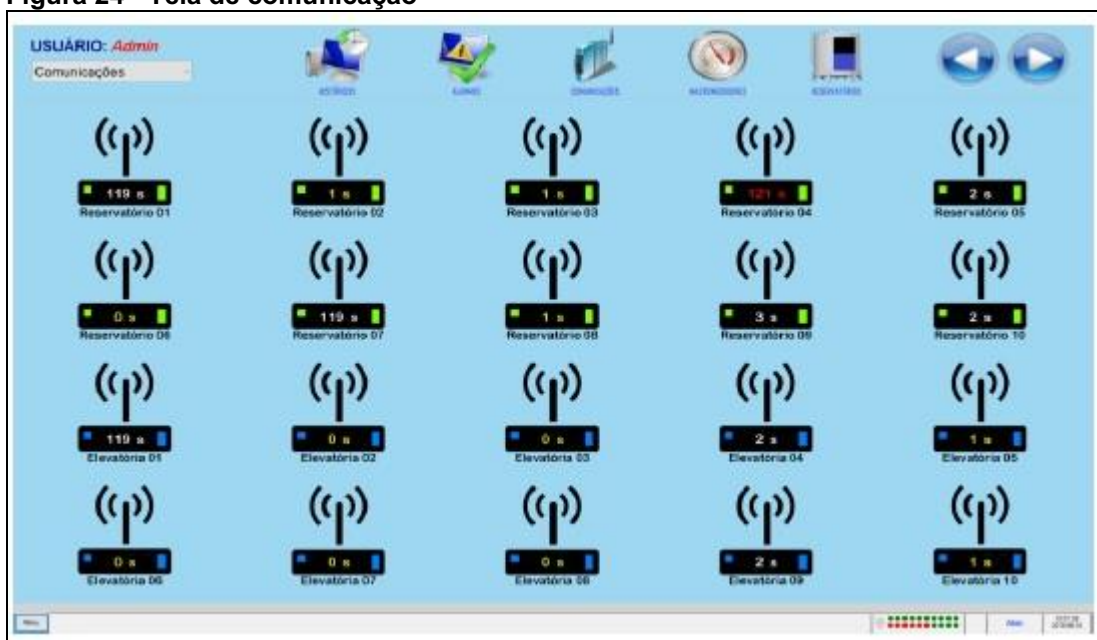 Figura 24 - Tela de comunicação
USUÁRIO: Admin
Comunicações
119 s
1 s
1 s
121 s
2 s
Reservatório 01
Reservatório 02
Reservatório 03
Reservatório 04
Reservatório 05
0 s
119 s
1 s
3 s
2 s
Reservatório 06
Reservatório 07
Reservatório 08
Reservatório 09
Reservatório 10
119 s
0 s
0 s
2 s
1 s
Elevatória 01
Elevatória 02
Elevatória 03
Elevatória 04
Elevatória 05
0 s
0 s
0 s
2 s
1 s
Elevatória 06
Elevatória 07
Elevatória 08
Elevatória 09
Elevatória 10